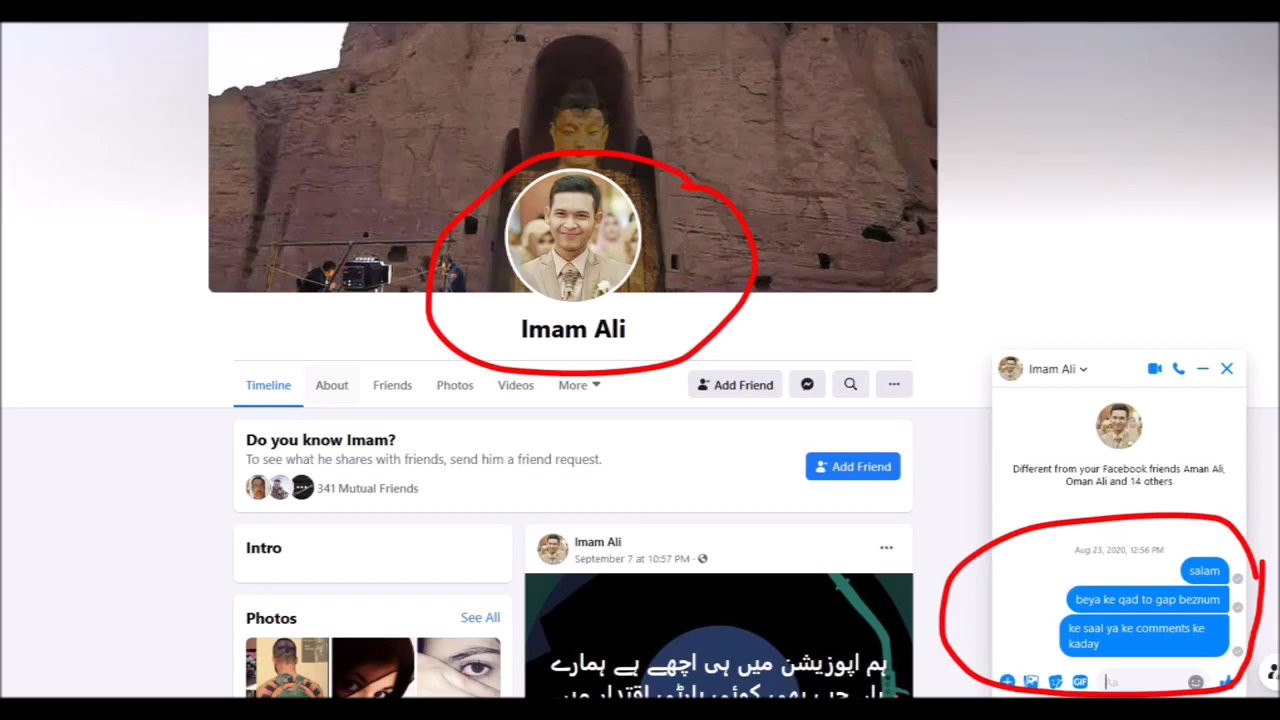 Imam Ali
Timeline
About
Friends
Photos
Videos
More
Add Friend
Do you know Imam?
To see what he shares with friends, send him a friend request.
341 Mutual Friends
Add Friend
Intro
Photos
See All
Imam Ali
September 7 at 10:57 PM ·
ہم اپوزیشن میں ہی اچھے ہے ہمارے
Imam Ali
Different from your Facebook friends Aman Ali,
Oman Ali and 14 others
Aug 23, 2020, 12:56 PM
salam
beya ke qad to gap beznum
ke saal ya ke comments ke
kaday
GIF
Aa